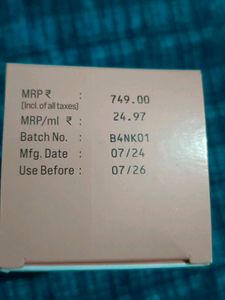 MRP ₹ : 749.00
[Incl. of all taxes]
MRP/ml ₹ : 24.97
Batch No. : B4NK01
Mfg. Date : 07/24
Use Before : 07/26